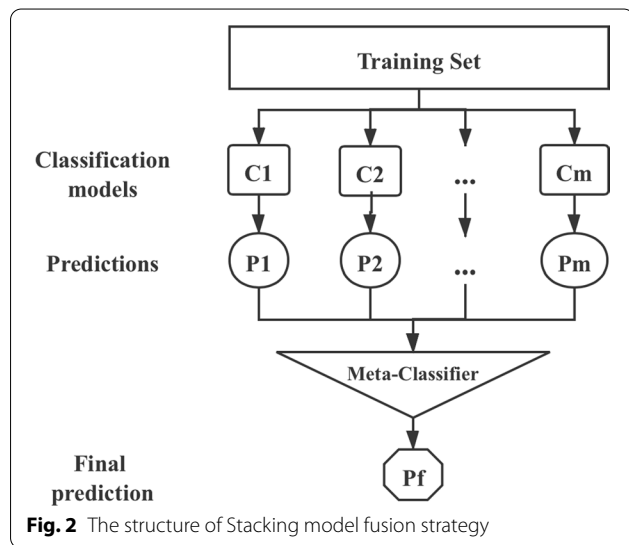 Training Set
Classification
models
C1 C2 ... Cm
Predictions
P1 P2 ... Pm
Meta-Classifier
Final
prediction
Pf
Fig. 2 The structure of Stacking model fusion strategy